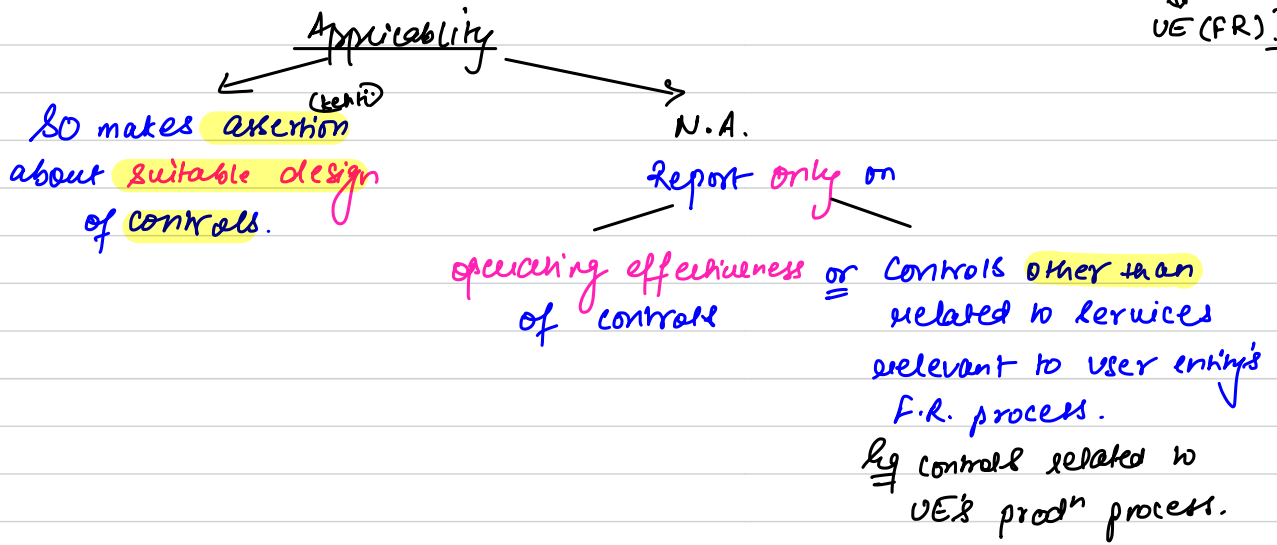 UE (FR)
Applicablity
(kehti)
SO makes assertion
about suitable design
of controls.
N.A.
Report only on
operating effectiveness
of controls
or
Controls other than
related to services
relevant to user entity's
F.R. process.
Eg controls related to
UE's prodn process.